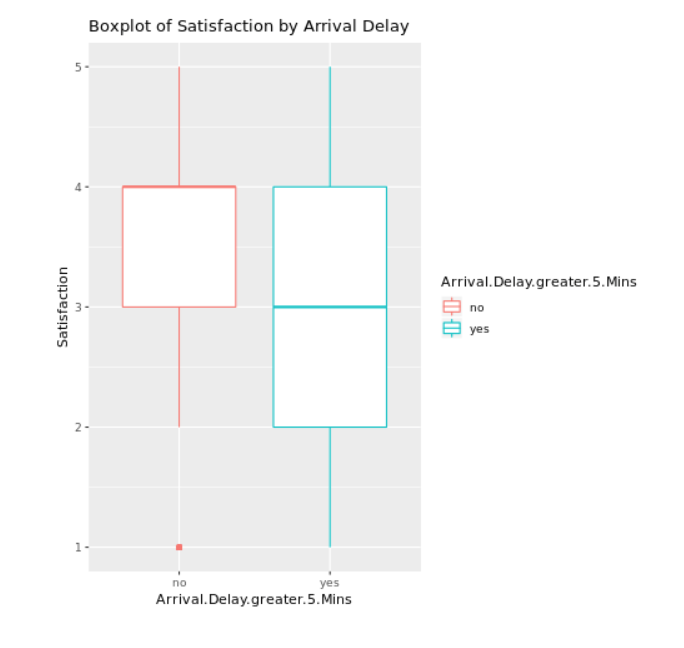 Boxplot of Satisfaction by Arrival Delay
5
4
3
2
1
Satisfaction
no
yes
Arrival.Delay.greater.5.Mins
Arrival.Delay.greater.5.Mins
no
yes